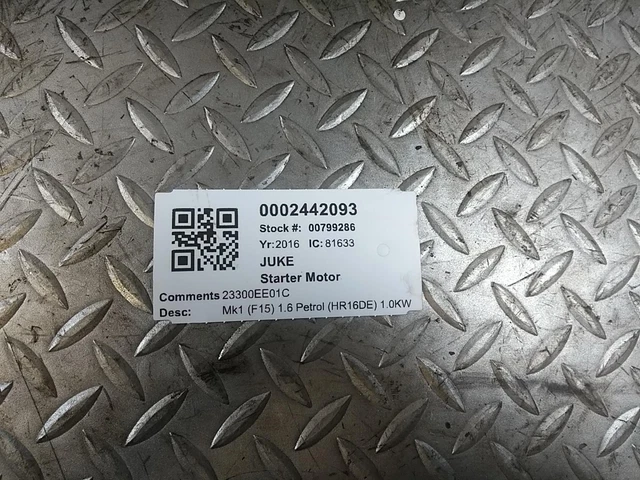 0002442093
Stock #: 00799286
Yr:2016 IC:81633
JUKE
Starter Motor
Comments 23300EE01C
Desc: Mk1 (F15) 1.6 Petrol (HR16DE) 1.0KW